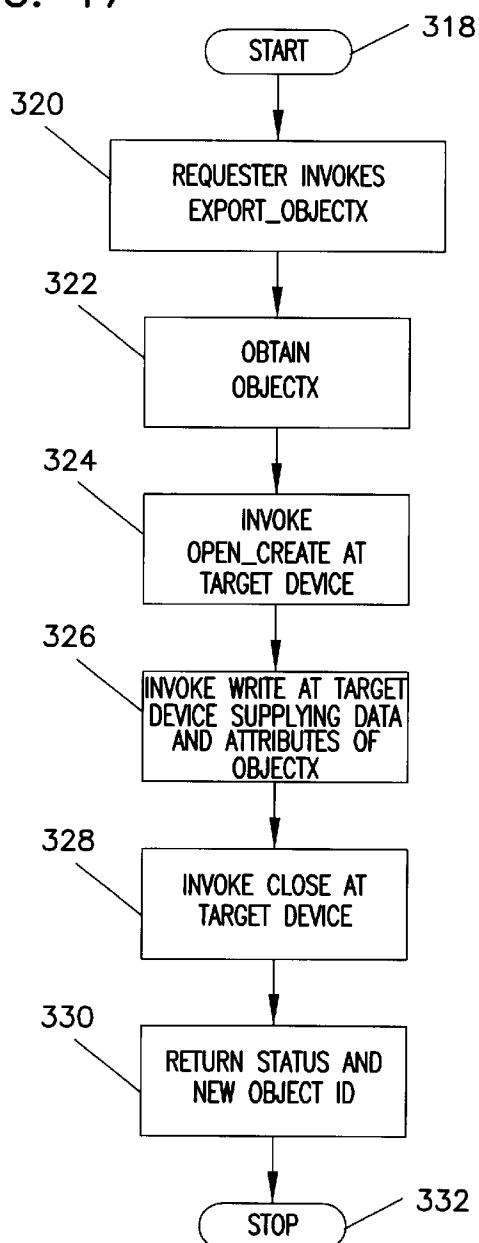 318
START
320
REQUESTER INVOKES
EXPORT_OBJECTX
322
OBTAIN
OBJECTX
324
INVOKE
OPEN_CREATE AT
TARGET DEVICE
326
INVOKE WRITE AT TARGET
DEVICE SUPPLYING DATA
AND ATTRIBUTES OF
OBJECTX
328
INVOKE CLOSE AT
TARGET DEVICE
330
RETURN STATUS AND
NEW OBJECT ID
332
STOP